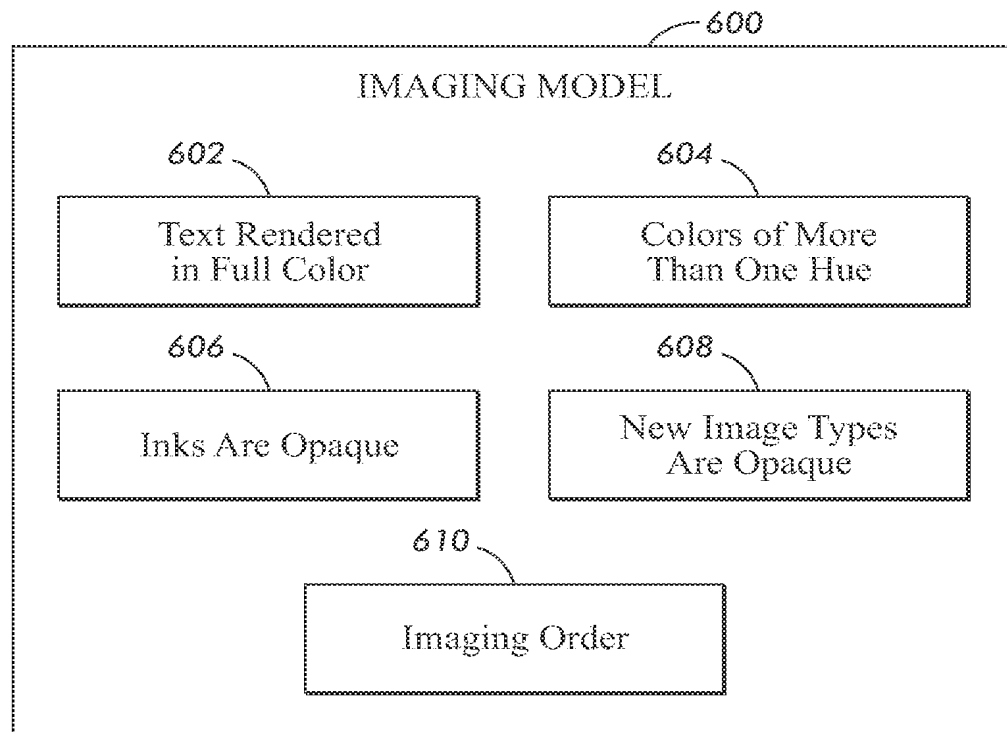 600
IMAGING MODEL
602
Text Rendered
in Full Color
604
Colors of More
Than One Hue
606
Inks Are Opaque
608
New Image Types
Are Opaque
610
Imaging Order